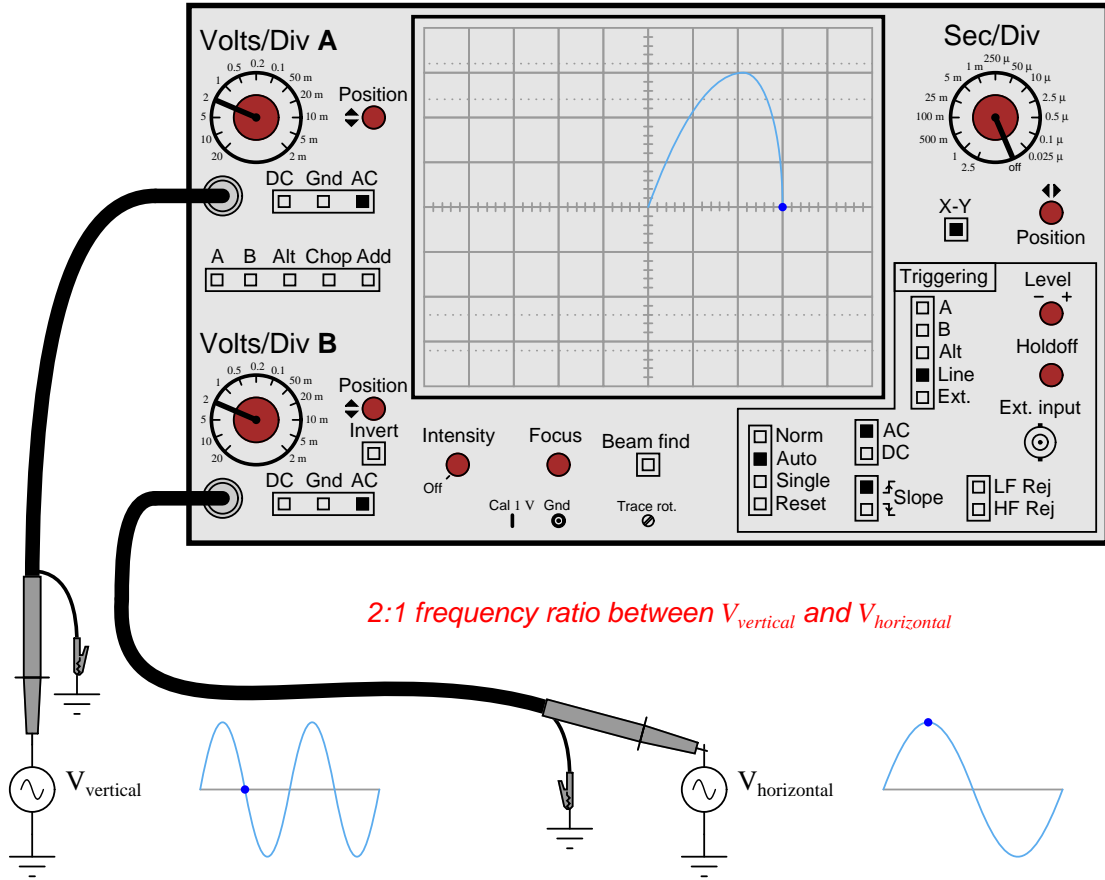 Volts/Div A
20 10 5 2 1 0.5 0.2 0.1 50 m 20 m 10 m 5 m 2 m
Position
DC Gnd AC
A B Alt Chop Add
Volts/Div B
20 10 5 2 1 0.5 0.2 0.1 50 m 20 m 10 m 5 m 2 m
Position
Invert
DC Gnd AC
Intensity
Off
Focus
Beam find
Cal 1 V Gnd
Trace rot.
Sec/Div
2.5 1 500 m 100 m 25 m 5 m 1 m 250 µ 50 µ 10 µ 2.5 µ 0.5 µ 0.1 µ 0.025 µ off
X-Y
Position
Triggering
A
B
Alt
Line
Ext.
Level
− +
Holdoff
Ext. input
Norm
Auto
Single
Reset
AC
DC
Slope
LF Rej
HF Rej
2:1 frequency ratio between Vvertical and Vhorizontal
Vvertical
Vhorizontal